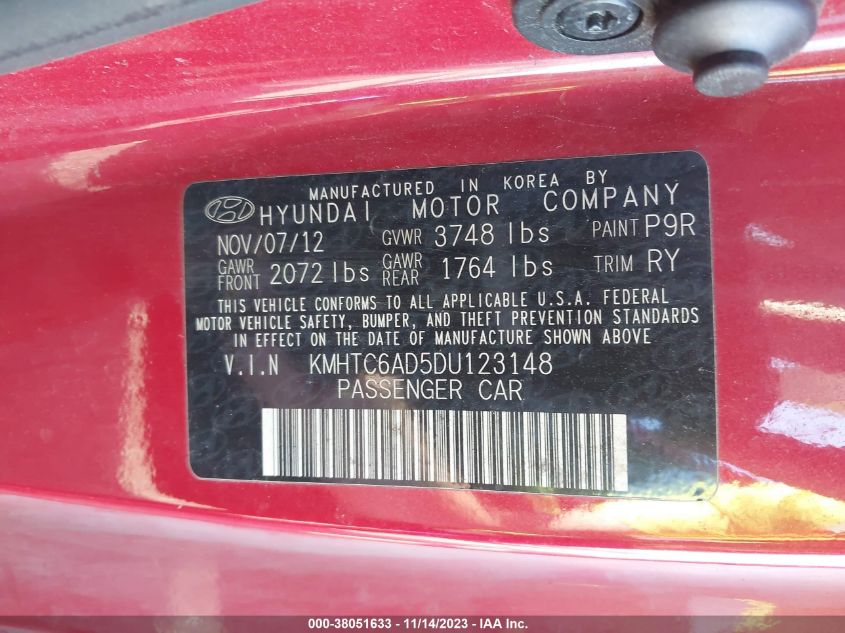 MANUFACTURED IN KOREA BY
HYUNDAI MOTOR COMPANY
NOV/07/12 GVWR 3748 lbs PAINT P9R
GAWR FRONT 2072 lbs GAWR REAR 1764 lbs TRIM RY
THIS VEHICLE CONFORMS TO ALL APPLICABLE U.S.A. FEDERAL
MOTOR VEHICLE SAFETY, BUMPER, AND THEFT PREVENTION STANDARDS
IN EFFECT ON THE DATE OF MANUFACTURE SHOWN ABOVE
V.I.N KMHTC6AD5DU123148
PASSENGER CAR
000-38051633 - 11/14/2023 - IAA Inc.